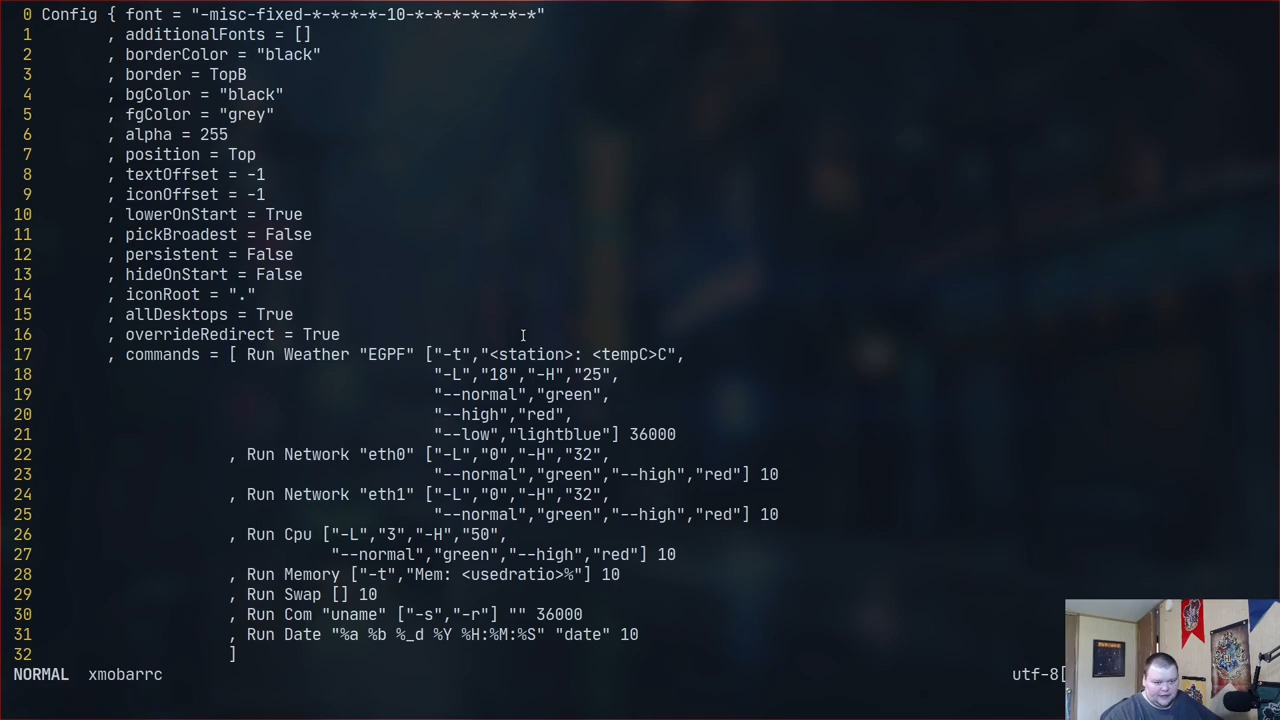 0 Config { font = "-misc-fixed-*-*-*-*-10-*-*-*-*-*-*-*"
1 , additionalFonts = []
2 , borderColor = "black"
3 , border = TopB
4 , bgColor = "black"
5 , fgColor = "grey"
6 , alpha = 255
7 , position = Top
8 , textOffset = -1
9 , iconOffset = -1
10 , lowerOnStart = True
11 , pickBroadest = False
12 , persistent = False
13 , hideOnStart = False
14 , iconRoot = "."
15 , allDesktops = True
16 , overrideRedirect = True
17 , commands = [ Run Weather "EGPF" ["-t","<station>: <tempC>C",
18 "-L","18","-H","25",
19 "--normal","green",
20 "--high","red",
21 "--low","lightblue"] 36000
22 , Run Network "eth0" ["-L","0","-H","32",
23 "--normal","green","--high","red"] 10
24 , Run Network "eth1" ["-L","0","-H","32",
25 "--normal","green","--high","red"] 10
26 , Run Cpu ["-L","3","-H","50",
27 "--normal","green","--high","red"] 10
28 , Run Memory ["-t","Mem: <usedratio>%"] 10
29 , Run Swap [] 10
30 , Run Com "uname" ["-s","-r"] "" 36000
31 , Run Date "%a %b %_d %Y %H:%M:%S" "date" 10
32 ]
NORMAL xmobarrc utf-8[